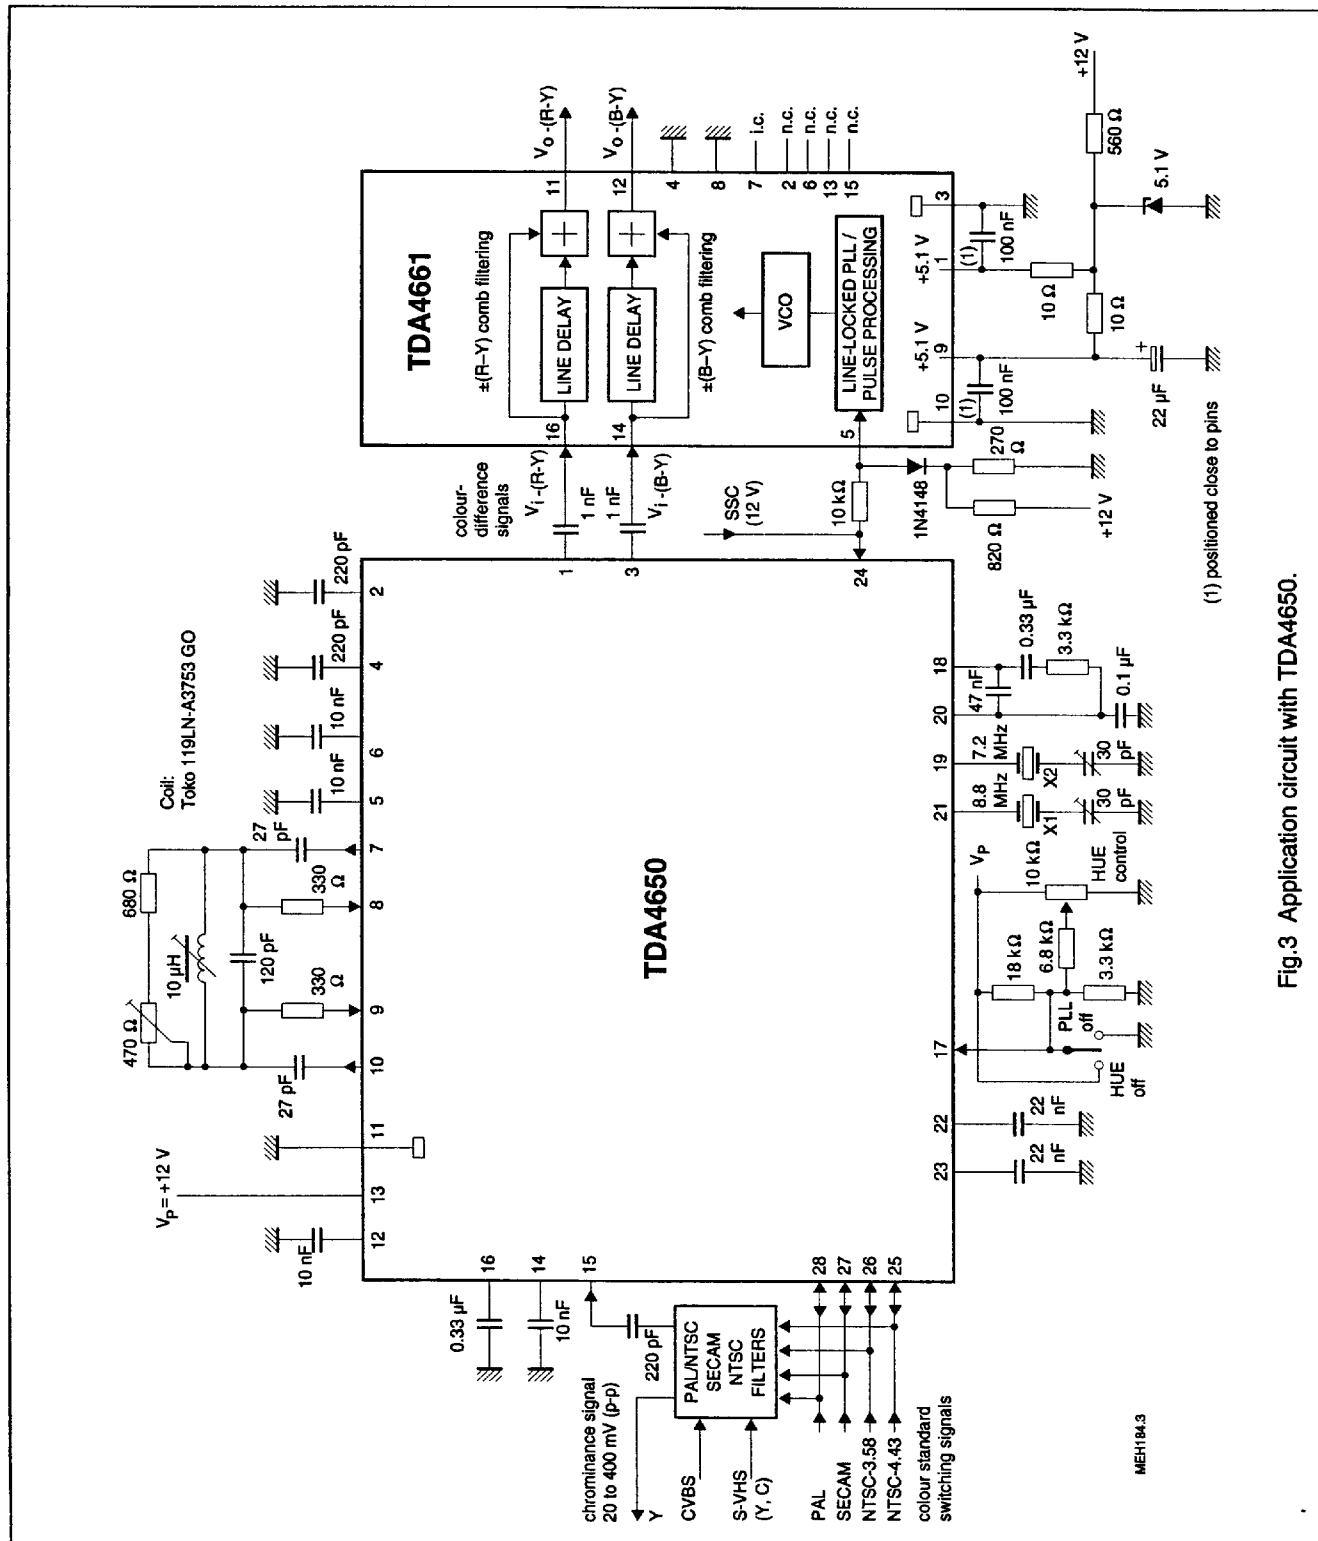 TDA4661
±(R–Y) comb filtering
LINE DELAY
16
11
Vo -(R-Y)
LINE DELAY
14
12
Vo -(B-Y)
±(B–Y) comb filtering
4
8
7
i.c.
2
n.c.
6
n.c.
13
n.c.
15
n.c.
VCO
LINE-LOCKED PLL /
PULSE PROCESSING
5
10
9
1
3
+5.1 V
+5.1 V
(1)
100 nF
(1)
100 nF
10 Ω
10 Ω
560 Ω
+12 V
5.1 V
22 µF
+
(1) positioned close to pins
colour-
difference
signals
Vi -(R-Y)
1 nF
Vi -(B-Y)
1 nF
SSC
(12 V)
10 kΩ
1N4148
270
Ω
820 Ω
+12 V
Coil:
Toko 119LN-A3753 GO
220 pF
220 pF
10 nF
10 nF
27
pF
680 Ω
330
Ω
10 µH
120 pF
330
Ω
470 Ω
27 pF
VP = +12 V
10 nF
TDA4650
1
3
24
2
4
6
5
7
8
9
10
11
13
12
18
20
19
21
17
22
23
16
14
15
28
27
26
25
47 nF
0.33 µF
3.3 kΩ
0.1 µF
7.2
MHz
X2
30
pF
8.8
MHz
X1
30
pF
VP
10 kΩ
HUE
control
18 kΩ
6.8 kΩ
3.3 kΩ
PLL
off
HUE
off
22
nF
22
nF
0.33 µF
10 nF
220 pF
chrominance signal
20 to 400 mV (p-p)
PAL/NTSC
SECAM
NTSC
FILTERS
Y
CVBS
S-VHS
(Y, C)
PAL
SECAM
NTSC-3.58
NTSC-4.43
colour standard
switching signals
MEH184.3
Fig.3 Application circuit with TDA4650.